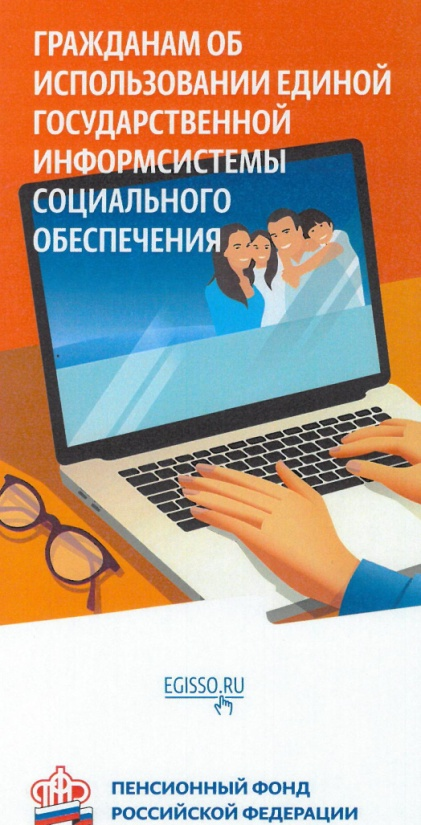 ГРАЖДАНАМ ОБ
ИСПОЛЬЗОВАНИИ ЕДИНОЙ
ГОСУДАРСТВЕННОЙ
ИНФОРМСИСТЕМЫ
СОЦИАЛЬНОГО
ОБЕСПЕЧЕНИЯ
EGISSO.RU
ПЕНСИОННЫЙ ФОНД
РОССИЙСКОЙ ФЕДЕРАЦИИ